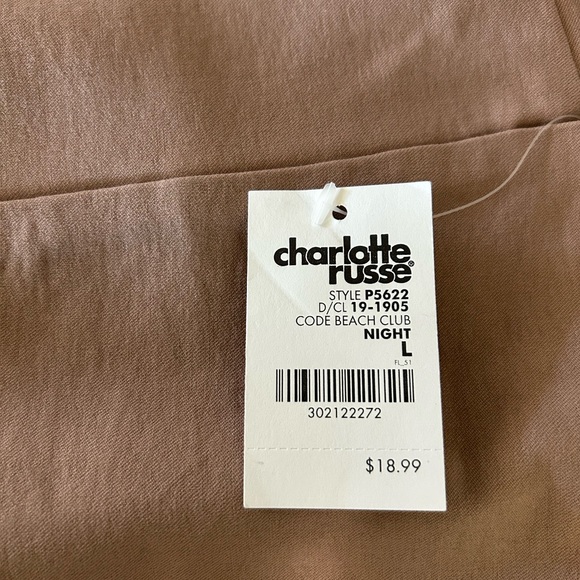 charlotte
russe®
STYLE P5622
D/CL 19-1905
CODE BEACH CLUB
NIGHT
L
FL_51
302122272
$18.99